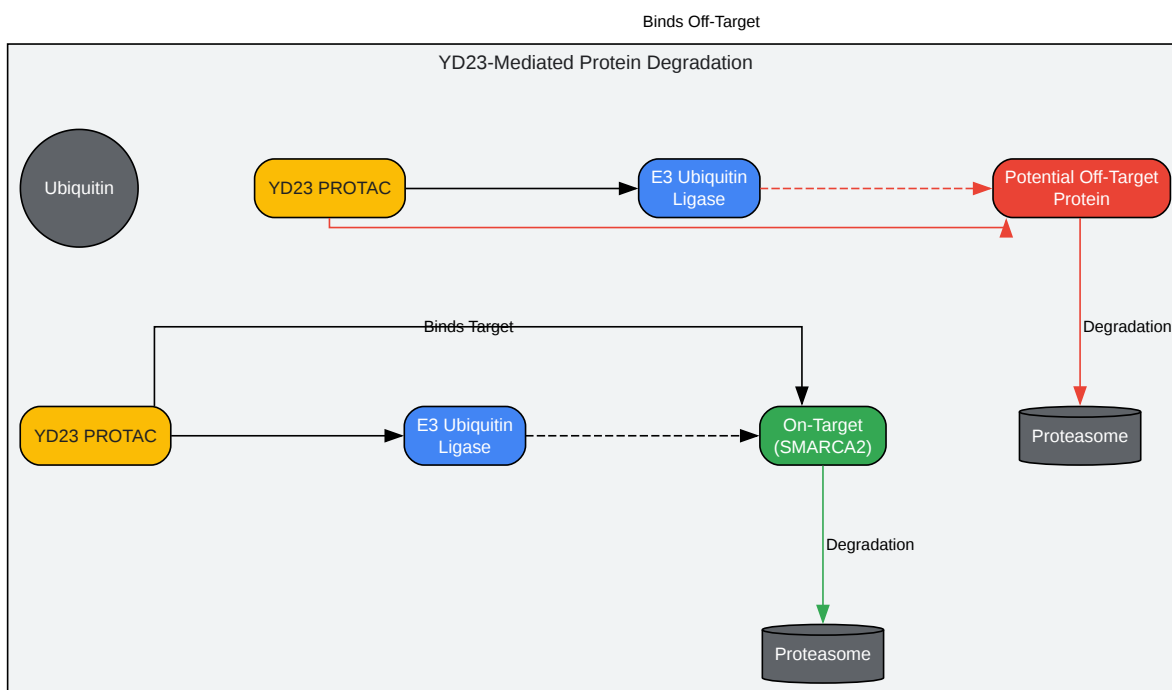 Binds Off-Target
YD23-Mediated Protein Degradation
Ubiquitin
YD23 PROTAC
E3 Ubiquitin
Ligase
Potential Off-Target
Protein
Binds Target
Degradation
YD23 PROTAC
E3 Ubiquitin
Ligase
On-Target
(SMARCA2)
Proteasome
Degradation
Proteasome